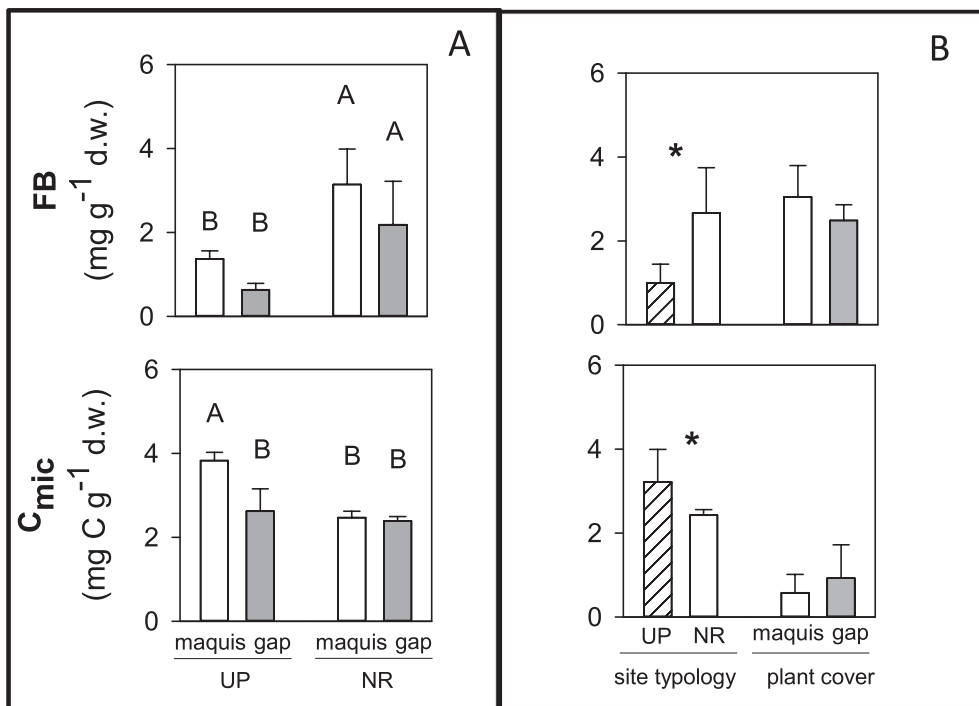 A
FB
(mg g-1 d.w.)
6
4
2
0
B
B
A
A
Cmic
(mg C g-1 d.w.)
6
4
2
0
A
B
B
B
maquis gap
maquis gap
UP
NR
B
6
4
2
0
*
6
4
2
0
*
UP
NR
maquis gap
site typology
plant cover